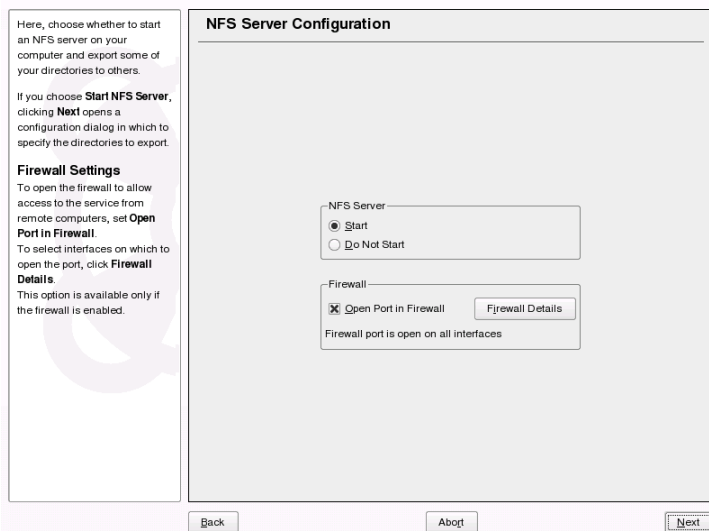 Here, choose whether to start
an NFS server on your
computer and export some of
your directories to others.
If you choose Start NFS Server,
clicking Next opens a
configuration dialog in which to
specify the directories to export.
Firewall Settings
To open the firewall to allow
access to the service from
remote computers, set Open
Port in Firewall.
To select interfaces on which to
open the port, click Firewall
Details.
This option is available only if
the firewall is enabled.
NFS Server Configuration
NFS Server
Start
Do Not Start
Firewall
Open Port in Firewall
Firewall Details
Firewall port is open on all interfaces
Back
Abort
Next